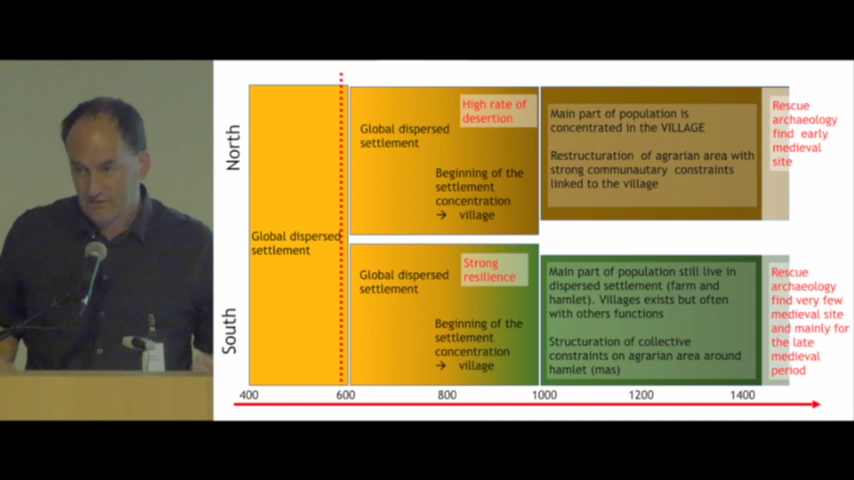 North
South
Global dispersed
settlement
Global dispersed
settlement
High rate of
desertion
Beginning of the
settlement
concentration
→ village
Main part of population is
concentrated in the VILLAGE
Restructuration of agrarian area with
strong communautary constraints
linked to the village
Rescue
archaeology
find early
medieval
site
Global dispersed
settlement
Strong
resilience
Beginning of the
settlement
concentration
→ village
Main part of population still live in
dispersed settlement (farm and
hamlet). Villages exists but often
with others functions
Structuration of collective
constraints on agrarian area around
hamlet (mas)
Rescue
archaeology
find very few
medieval site
and mainly for
the late
medieval
period
400 600 800 1000 1200 1400